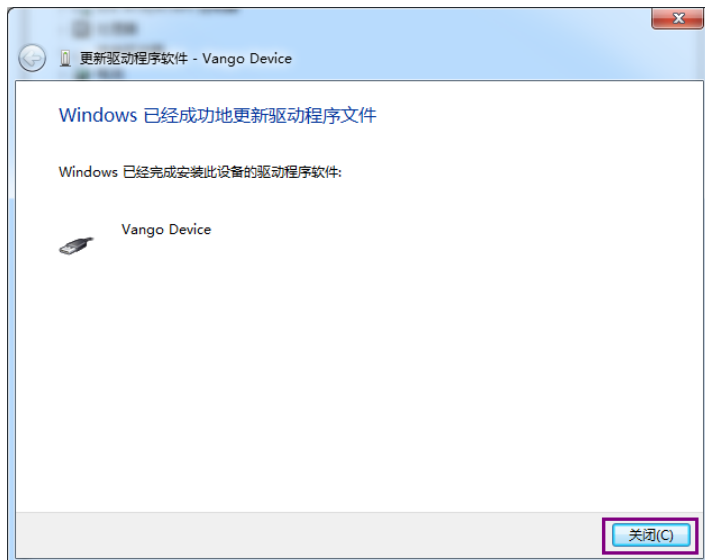 更新驱动程序软件 - Vango Device
Windows 已经成功地更新驱动程序文件
Windows 已经完成安装此设备的驱动程序软件:
Vango Device
关闭(C)